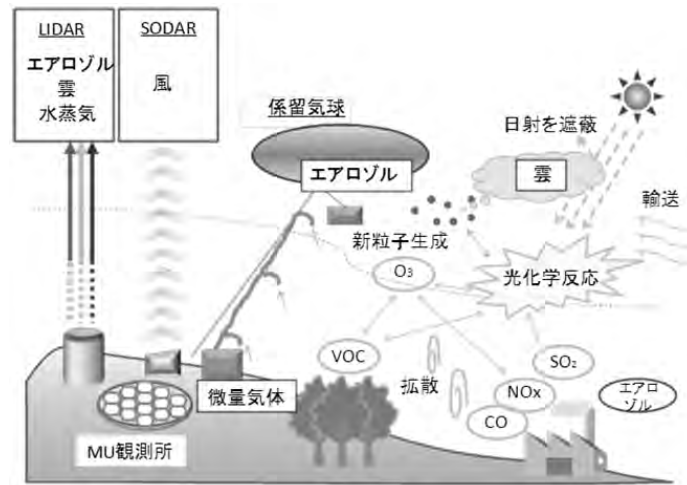 LIDAR
エアロゾル
雲
水蒸気
SODAR
風
係留気球
エアロゾル
日射を遮蔽
雲
輸送
新粒子生成
O₃
光化学反応
VOC
SO₂
拡散
NOx
CO
エアロ
ゾル
微量気体
MU観測所